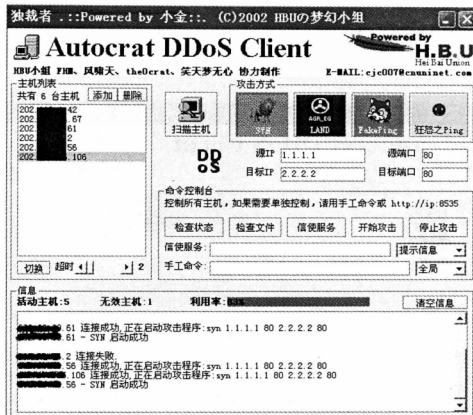 独裁者 .::Powered by 小金::. (C)2002 HBU の梦幻小组
Autocrat DDoS Client
Powered by
H.B.U
Hei Bai Union
HBU小组 FHM、风啸天、the0crat、笑天梦无心 协力制作
E-MAIL:cjc007@cnuninet.com
主机列表
共有 6 台主机
添加 删除
202. 42
202. 67
202. 61
202. 2
202. 56
202. .106
切换 超时 2
攻击方式
扫描主机
SYN
LAND
FakePing
狂怒之Ping
DD
oS
源IP 1.1.1.1 源端口 80
目标IP 2.2.2.2 目标端口 80
命令控制台
控制所有主机，如果需要单独控制，请用手工命令或 http://ip:8535
检查状态 检查文件 信使服务 开始攻击 停止攻击
信使服务: 提示信息
手工命令: 全局
信息
活动主机:5 无效主机:1 利用率:
清空信息
.61 连接成功,正在启动攻击程序:syn 1.1.1.1 80 2.2.2.2 80
.61 - SYN 启动成功
.2 连接失败.
.56 连接成功,正在启动攻击程序:syn 1.1.1.1 80 2.2.2.2 80
.106 连接成功,正在启动攻击程序:syn 1.1.1.1 80 2.2.2.2 80
.56 - SYN 启动成功